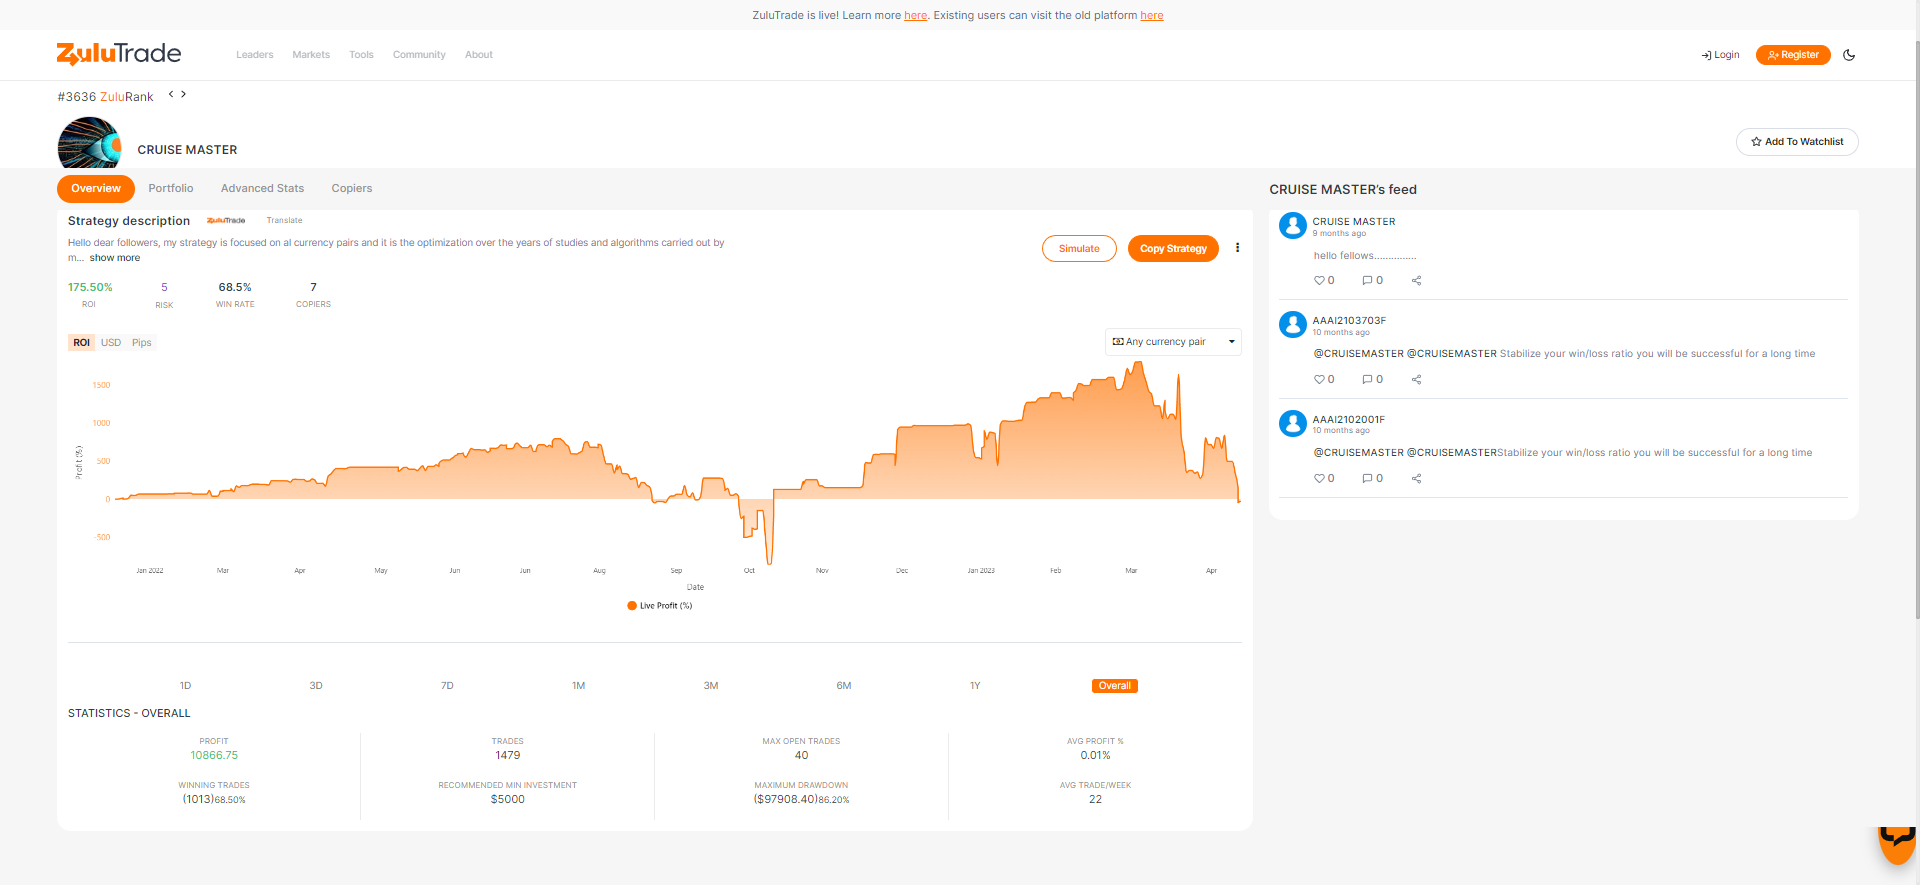 ZuluTrade is live! Learn more here. Existing users can visit the old platform here
ZuluTrade
Leaders Markets Tools Community About
Login Register
#3636 ZuluRank
CRUISE MASTER
Add To Watchlist
Overview Portfolio Advanced Stats Copiers
Strategy description ZuluTrade Translate
Hello dear followers, my strategy is focused on al currency pairs and it is the optimization over the years of studies and algorithms carried out by
m... show more
Simulate Copy Strategy
175.50% 5 68.5% 7
ROI RISK WIN RATE COPIERS
ROI USD Pips
Any currency pair
1500
1000
500
0
-500
Profit (%)
Jan 2022 Mar Apr May Jun Jun Aug Sep Oct Nov Dec Jan 2023 Feb Mar Apr
Date
Live Profit (%)
1D 3D 7D 1M 3M 6M 1Y Overall
STATISTICS - OVERALL
PROFIT TRADES MAX OPEN TRADES AVG PROFIT %
10866.75 1479 40 0.01%
WINNING TRADES RECOMMENDED MIN INVESTMENT MAXIMUM DRAWDOWN AVG TRADE/WEEK
(1013)68.50% $5000 ($97908.40)86.20% 22
CRUISE MASTER's feed
CRUISE MASTER
9 months ago
hello fellows...............
0 0
AAAI2103703F
10 months ago
@CRUISEMASTER @CRUISEMASTER Stabilize your win/loss ratio you will be successful for a long time
0 0
AAAI2102001F
10 months ago
@CRUISEMASTER @CRUISEMASTERStabilize your win/loss ratio you will be successful for a long time
0 0